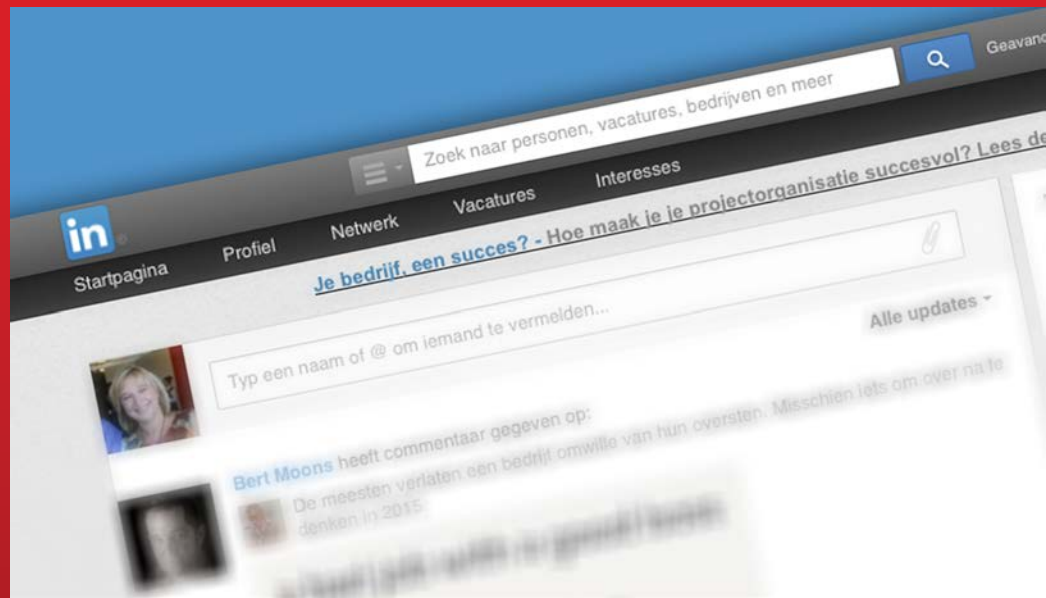 Zoek naar personen, vacatures, bedrijven en meer
Geavanc
in
Startpagina
Profiel
Netwerk
Vacatures
Interesses
Je bedrijf, een succes? - Hoe maak je je projectorganisatie succesvol? Lees de
Typ een naam of @ om iemand te vermelden...
Alle updates
Bert Moons heeft commentaar gegeven op:
De meesten verlaten een bedrijf omwille van hun oversten. Misschien iets om over na te
denken in 2015